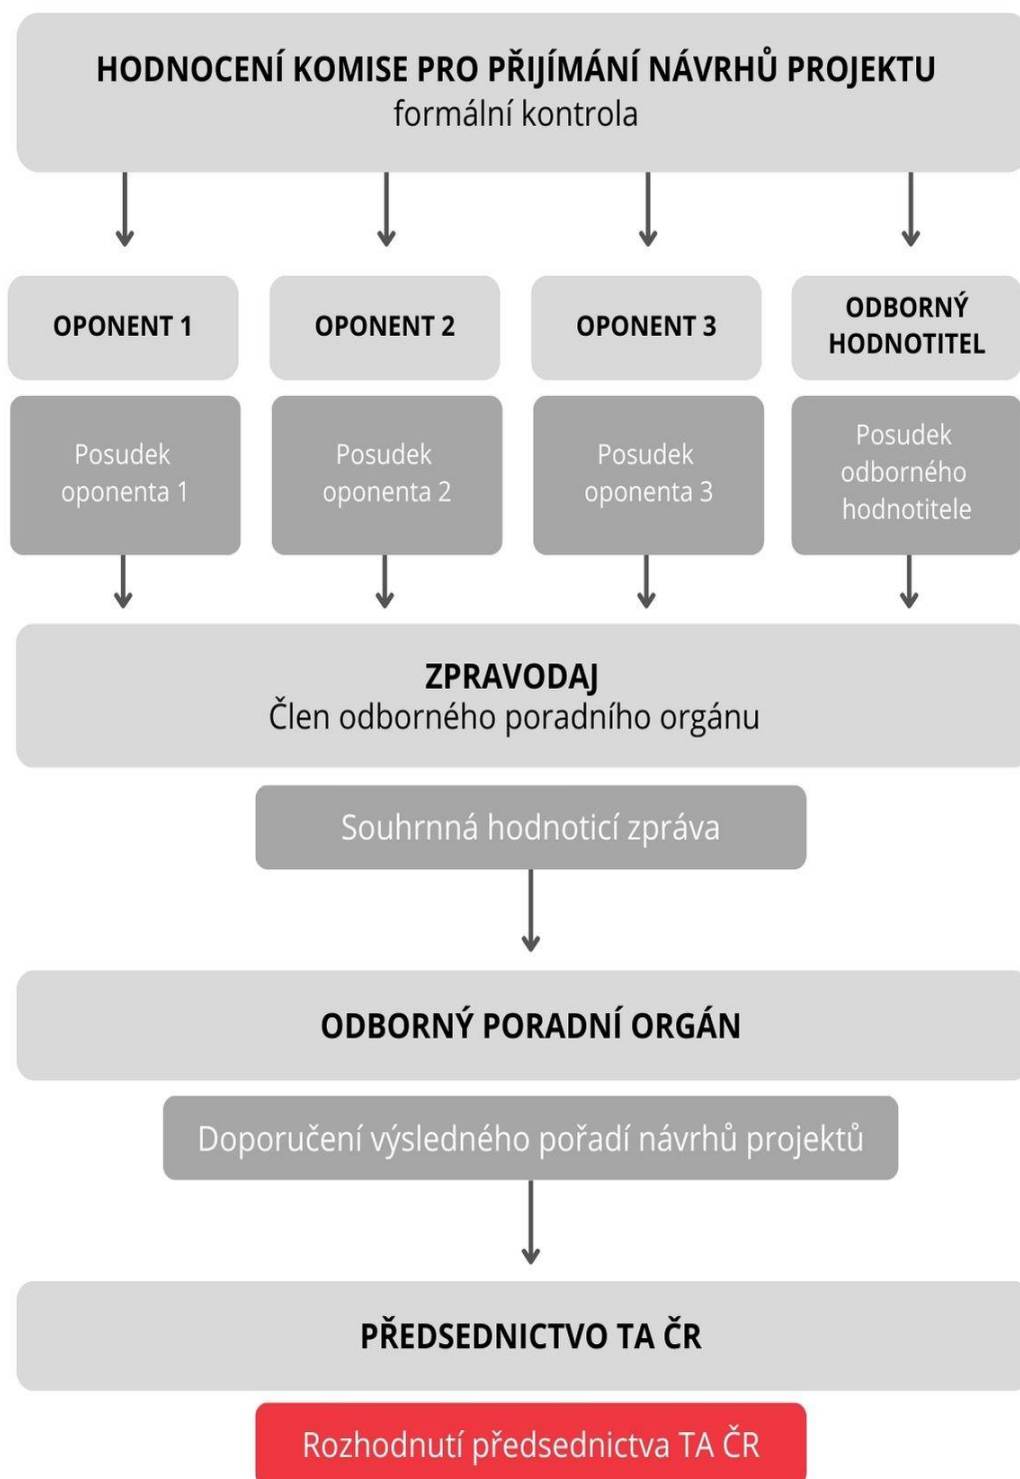 HODNOCENÍ KOMISE PRO PŘIJÍMÁNÍ NÁVRHŮ PROJEKTU
formální kontrola
OPONENT 1
OPONENT 2
OPONENT 3
ODBORNÝ
HODNOTITEL
Posudek
oponenta 1
Posudek
oponenta 2
Posudek
oponenta 3
Posudek
odborného
hodnotitele
ZPRAVODAJ
Člen odborného poradního orgánu
Souhrnná hodnoticí zpráva
ODBORNÝ PORADNÍ ORGÁN
Doporučení výsledného pořadí návrhů projektů
PŘEDSEDNICTVO TA ČR
Rozhodnutí předsednictva TA ČR